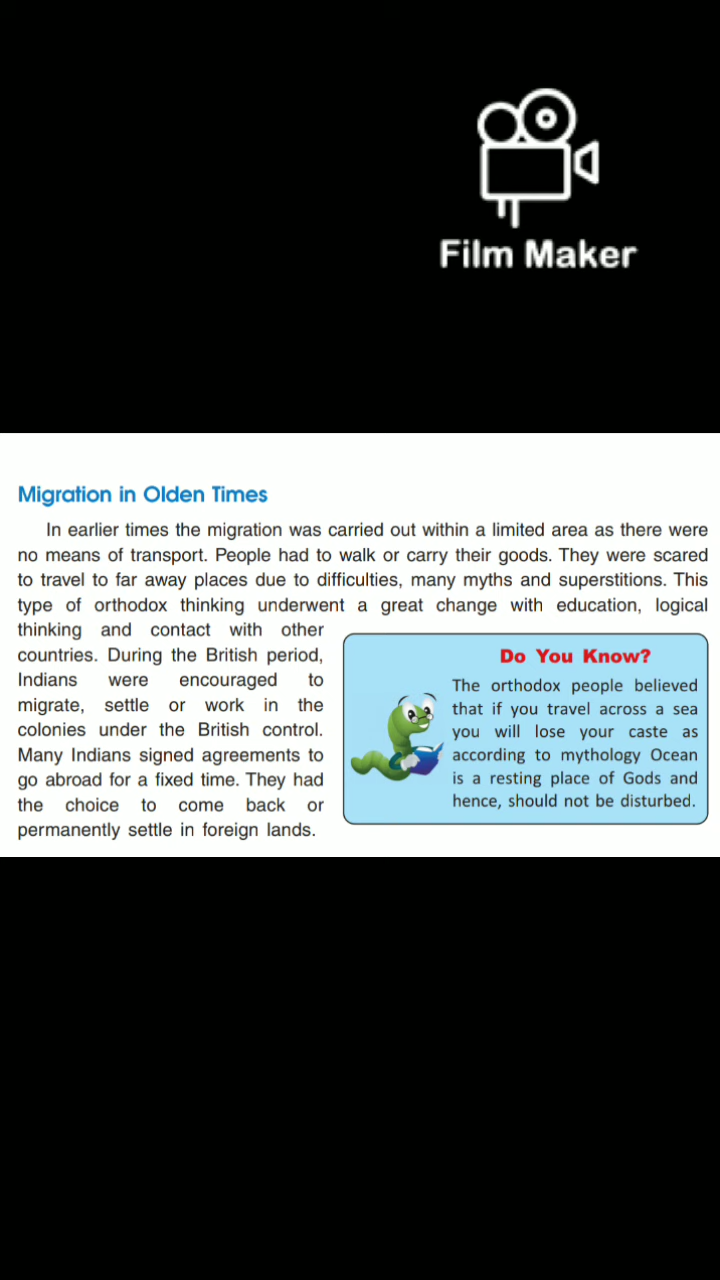 Film Maker
Migration in Olden Times
In earlier times the migration was carried out within a limited area as there were
no means of transport. People had to walk or carry their goods. They were scared
to travel to far away places due to difficulties, many myths and superstitions. This
type of orthodox thinking underwent a great change with education, logical
thinking and contact with other
countries. During the British period,
Indians were encouraged to
migrate, settle or work in the
colonies under the British control.
Many Indians signed agreements to
go abroad for a fixed time. They had
the choice to come back or
permanently settle in foreign lands.
Do You Know?
The orthodox people believed
that if you travel across a sea
you will lose your caste as
according to mythology Ocean
is a resting place of Gods and
hence, should not be disturbed.